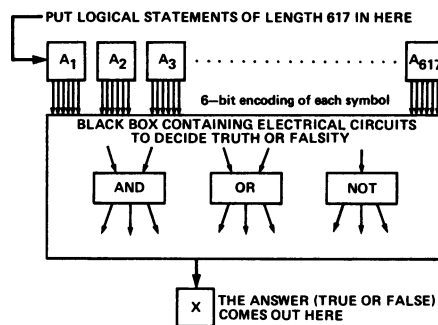 PUT LOGICAL STATEMENTS OF LENGTH 617 IN HERE
A1 A2 A3 . . . . . . . . . . . . . . . . . . . . A617
6–bit encoding of each symbol
BLACK BOX CONTAINING ELECTRICAL CIRCUITS
TO DECIDE TRUTH OR FALSITY
AND OR NOT
X THE ANSWER (TRUE OR FALSE)
COMES OUT HERE